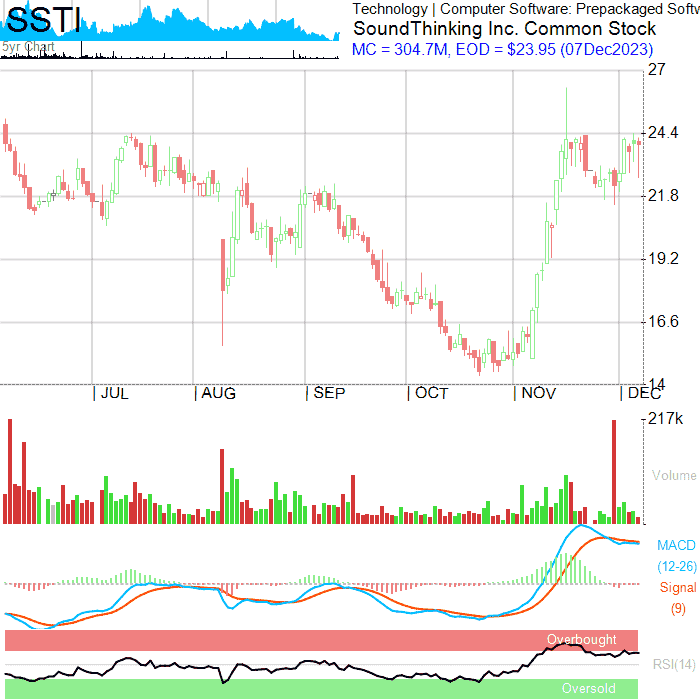 SSTI
5yr Chart
Technology | Computer Software: Prepackaged Softw
SoundThinking Inc. Common Stock
MC = 304.7M, EOD = $23.95 (07Dec2023)
27
24.4
21.8
19.2
16.6
14
| JUL | AUG | SEP | OCT | NOV | DEC
217k
Volume
MACD
(12-26)
Signal
(9)
Overbought
RSI(14)
Oversold